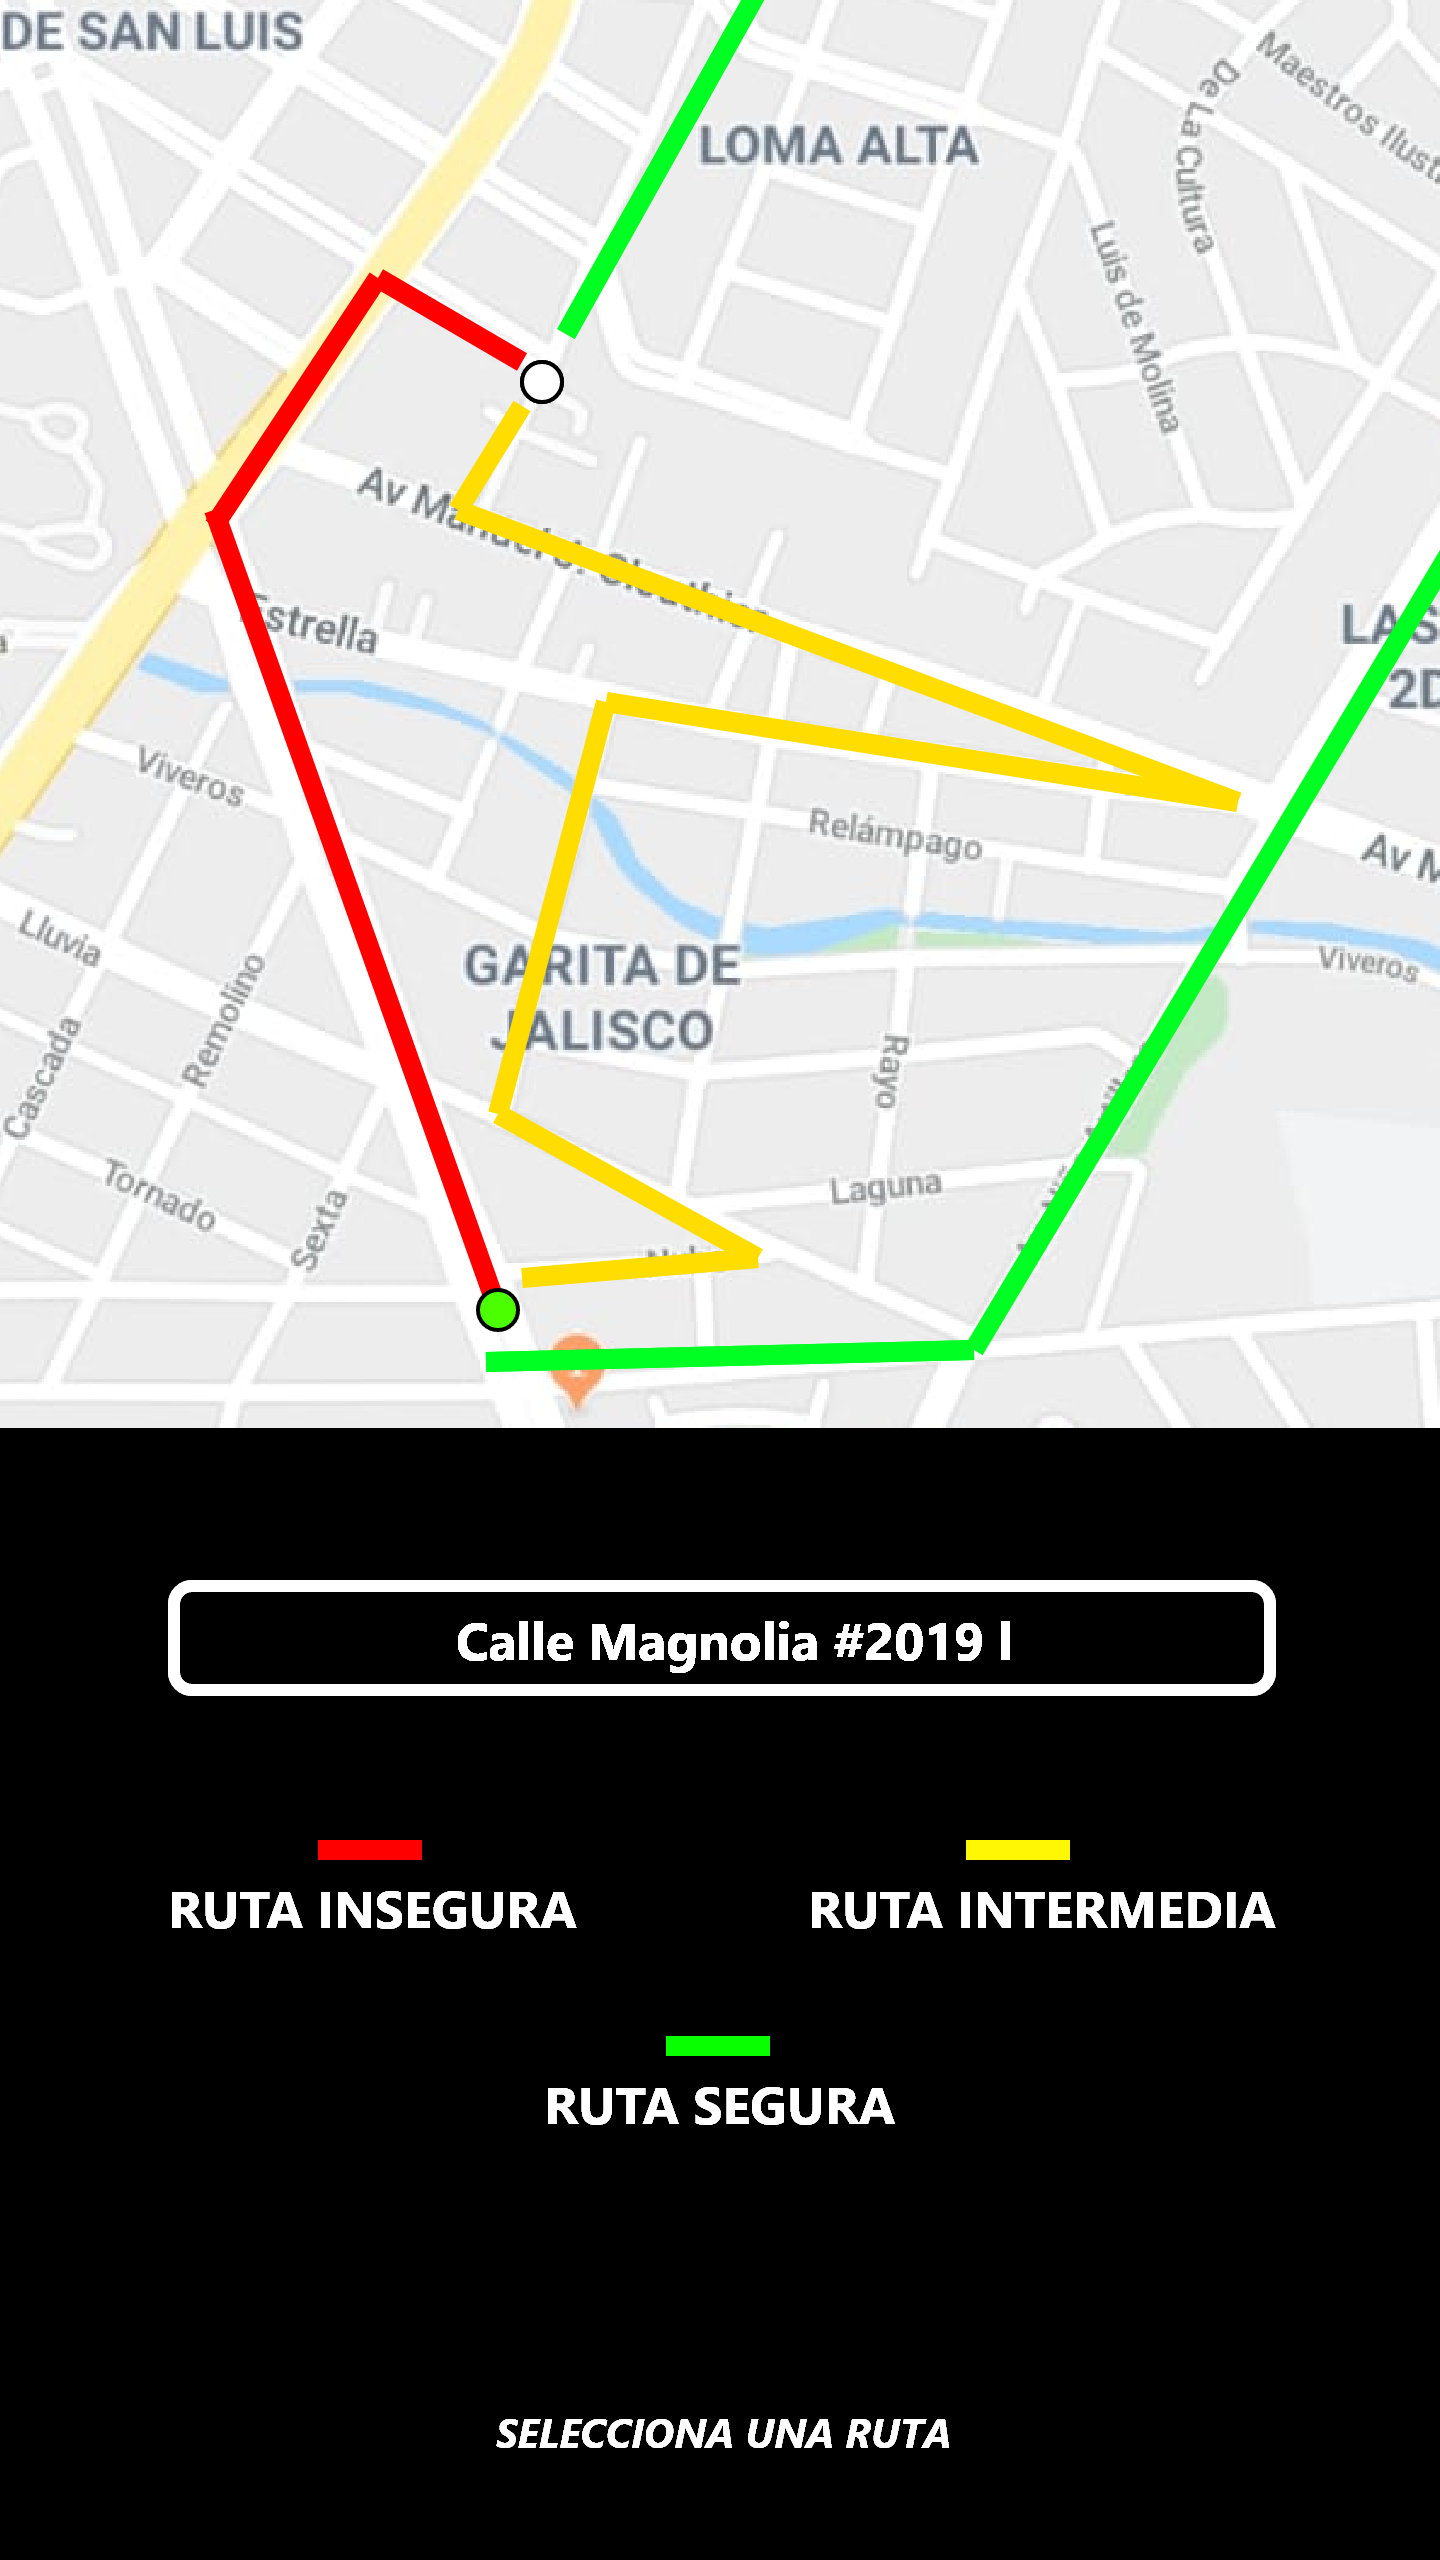 DE SAN LUIS
LOMA ALTA
Maestros Ilust
De La Cultura
Luis de Molina
Av
Estrella
LAS
2D
Viveros
Relámpago
Av M
Lluvia
GARITA DE
JALISCO
Viveros
Remolino
Cascada
Rayo
Tornado
Sexta
Laguna
Calle Magnolia #2019 l
RUTA INSEGURA
RUTA INTERMEDIA
RUTA SEGURA
SELECCIONA UNA RUTA